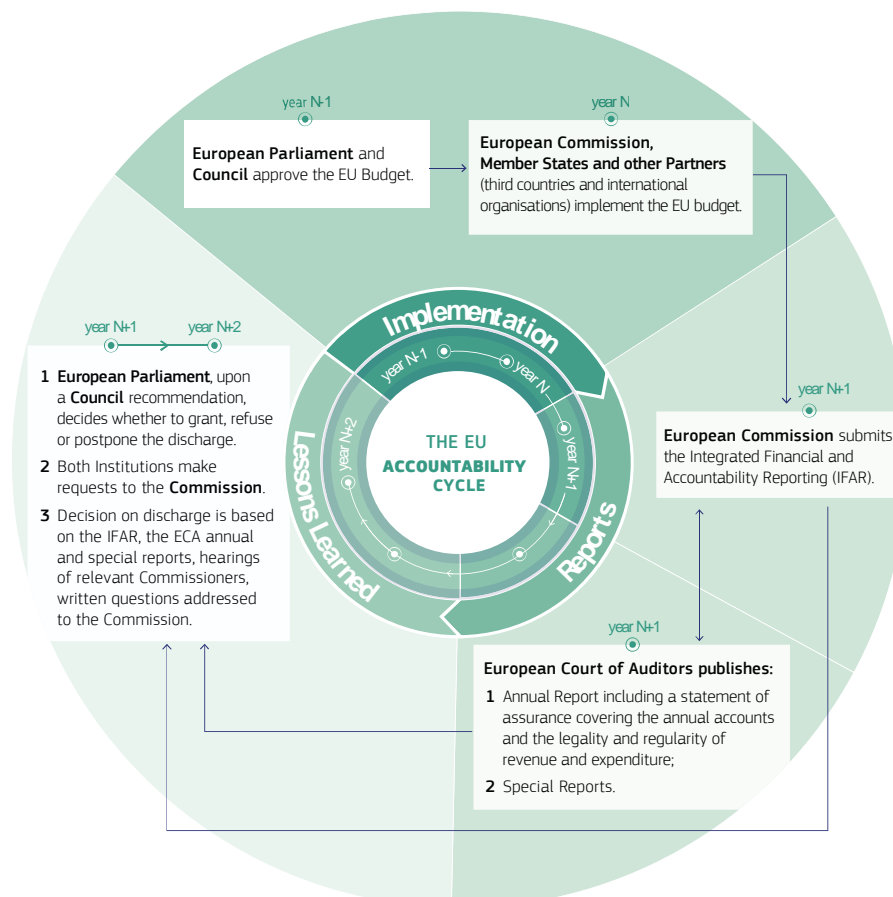 year N-1
European Parliament and
Council approve the EU Budget.
year N
European Commission,
Member States and other Partners
(third countries and international
organisations) implement the EU budget.
year N+1
European Commission submits
the Integrated Financial and
Accountability Reporting (IFAR).
year N+1
European Court of Auditors publishes:
1 Annual Report including a statement of
assurance covering the annual accounts
and the legality and regularity of
revenue and expenditure;
2 Special Reports.
year N+1
year N+2
1 European Parliament, upon
a Council recommendation,
decides whether to grant, refuse
or postpone the discharge.
2 Both Institutions make
requests to the Commission.
3 Decision on discharge is based
on the IFAR, the ECA annual
and special reports, hearings
of relevant Commissioners,
written questions addressed
to the Commission.
Implementation
Reports
Lessons Learned
year N-1
year N
year N+1
year N+2
THE EU
ACCOUNTABILITY
CYCLE